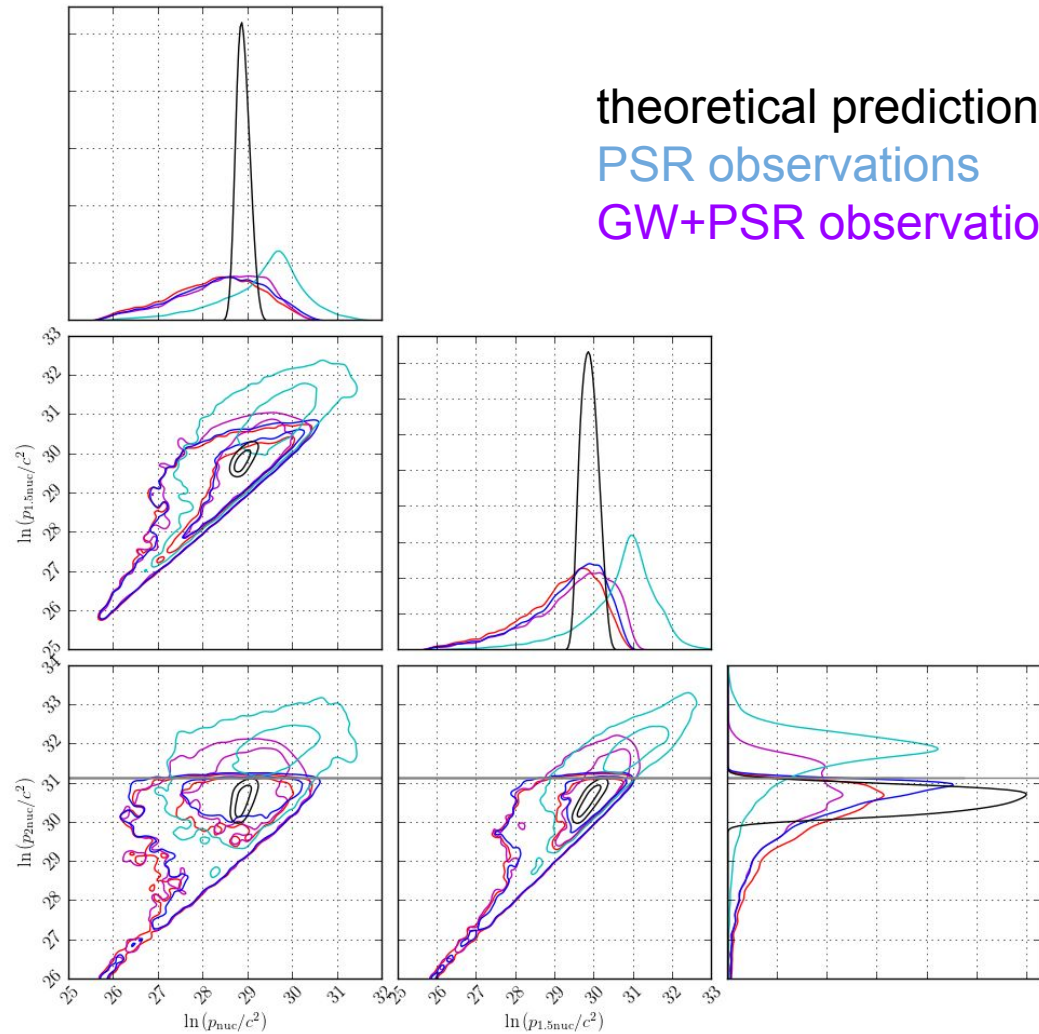 theoretical prediction
PSR observations
GW+PSR observatio
33
32
31
30
29
28
27
26
25
ln (p1.5nuc/c²)
34
33
32
31
30
29
28
27
26
ln (p2nuc/c²)
25 26 27 28 29 30 31 32
ln (pnuc/c²)
25 26 27 28 29 30 31 32 33
ln (p1.5nuc/c²)